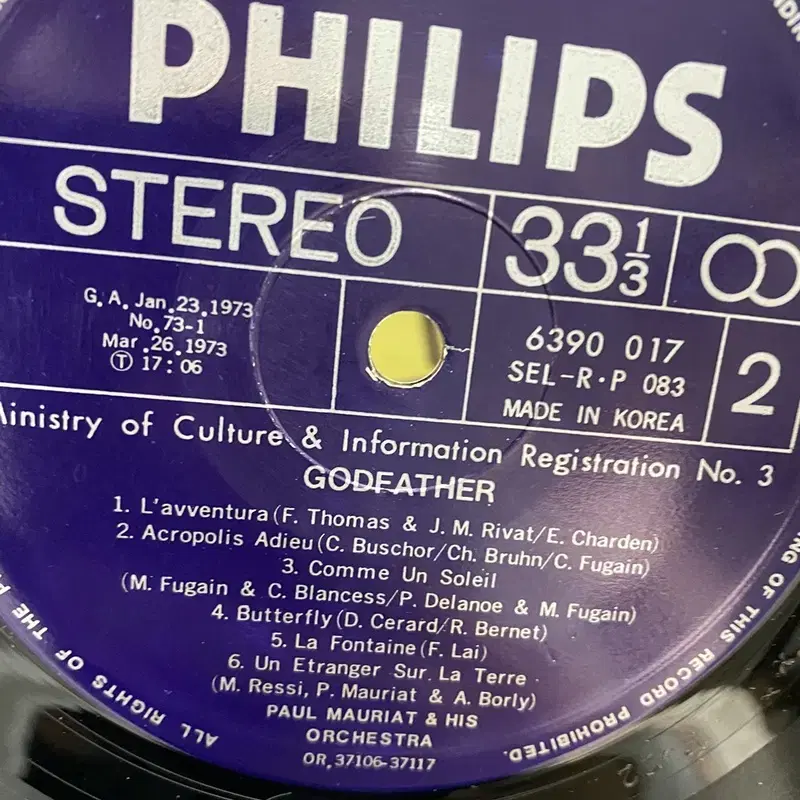 PHILIPS
STEREO
33 1/3
G. A. Jan.23.1973
No.73-1
Mar.26.1973
Ⓣ 17:06
6390 017
SEL-R·P 083
MADE IN KOREA
2
Ministry of Culture & Information Registration No. 3
GODFATHER
1. L'avventura (F. Thomas & J. M. Rivat/E. Charden)
2. Acropolis Adieu (C. Buschor/Ch. Bruhn/C. Fugain)
3. Comme Un Soleil
(M. Fugain & C. Blancess/P. Delanoe & M. Fugain)
4. Butterfly (D. Cerard/R. Bernet)
5. La Fontaine (F. Lai)
6. Un Etranger Sur La Terre
(M. Ressi, P. Mauriat & A. Borly)
PAUL MAURIAT & HIS
ORCHESTRA
OR, 37106-37117
ALL RIGHTS OF THE
OF THIS RECORD PROHIBITED.